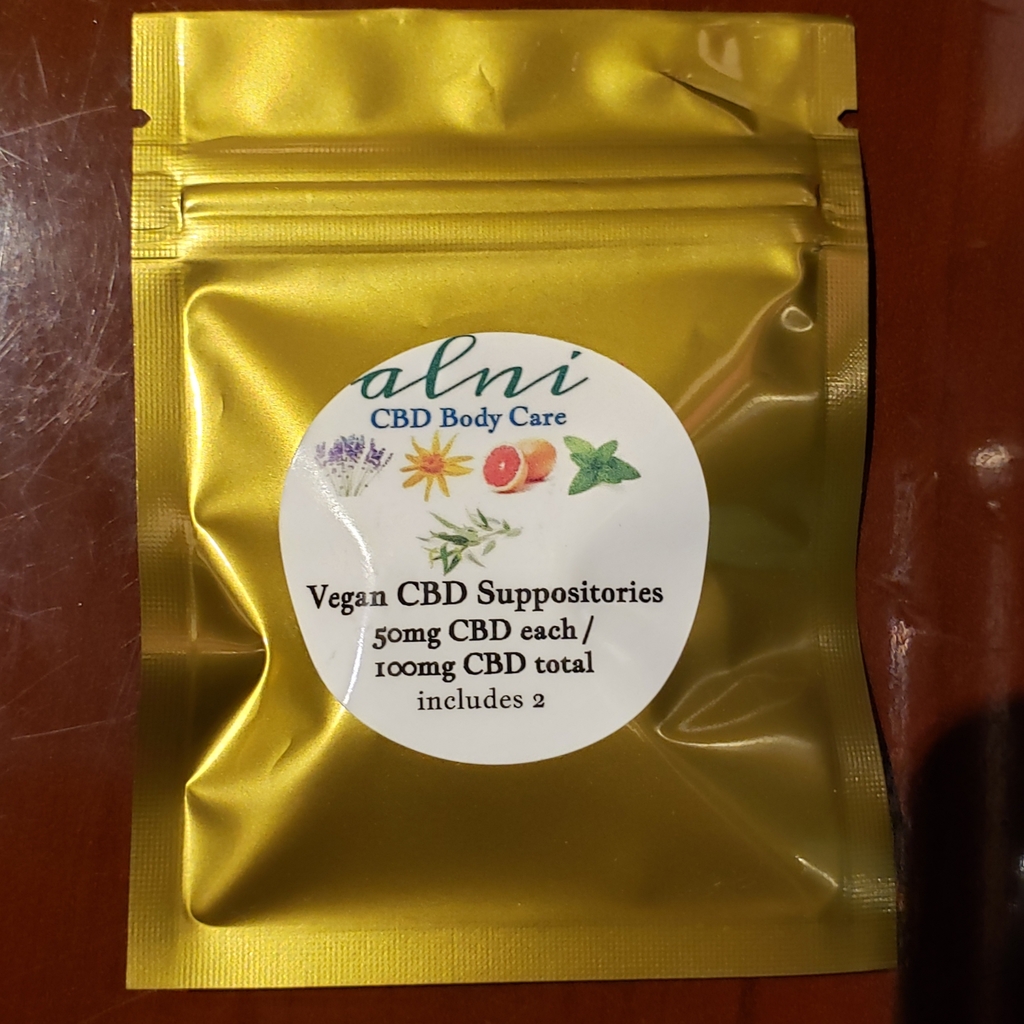 alni
CBD Body Care
Vegan CBD Suppositories
50mg CBD each/
100mg CBD total
includes 2